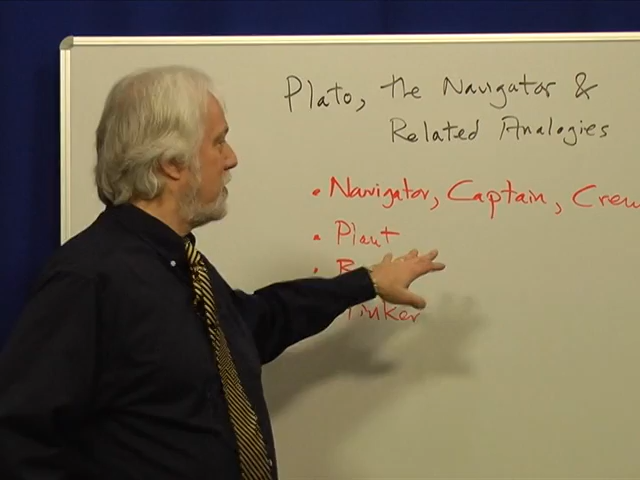 Plato, the Navigator &
Related Analogies
• Navigator, Captain, Crew
• Plant
• B
Tinker